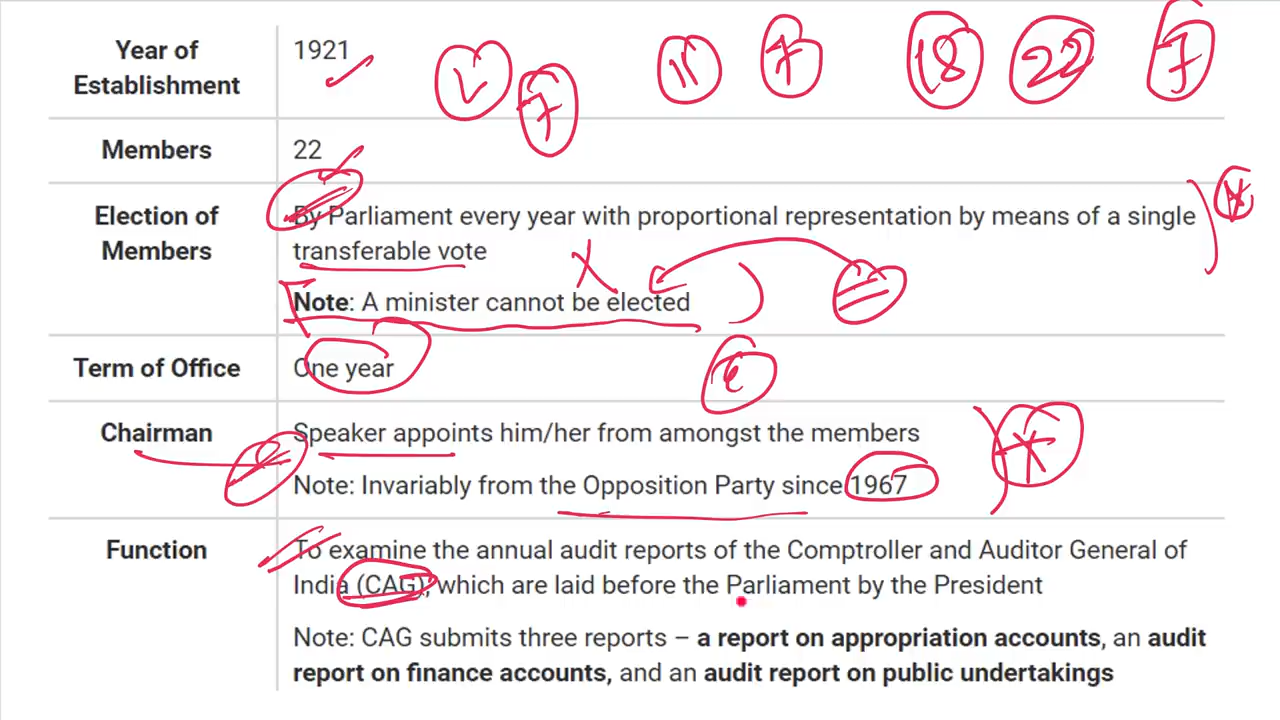 Year of
Establishment
1921
Members
22
Election of
Members
By Parliament every year with proportional representation by means of a single
transferable vote
Note: A minister cannot be elected
Term of Office
One year
Chairman
Speaker appoints him/her from amongst the members
Note: Invariably from the Opposition Party since 1967
Function
To examine the annual audit reports of the Comptroller and Auditor General of
India (CAG), which are laid before the Parliament by the President
Note: CAG submits three reports – a report on appropriation accounts, an audit
report on finance accounts, and an audit report on public undertakings
18
22
7